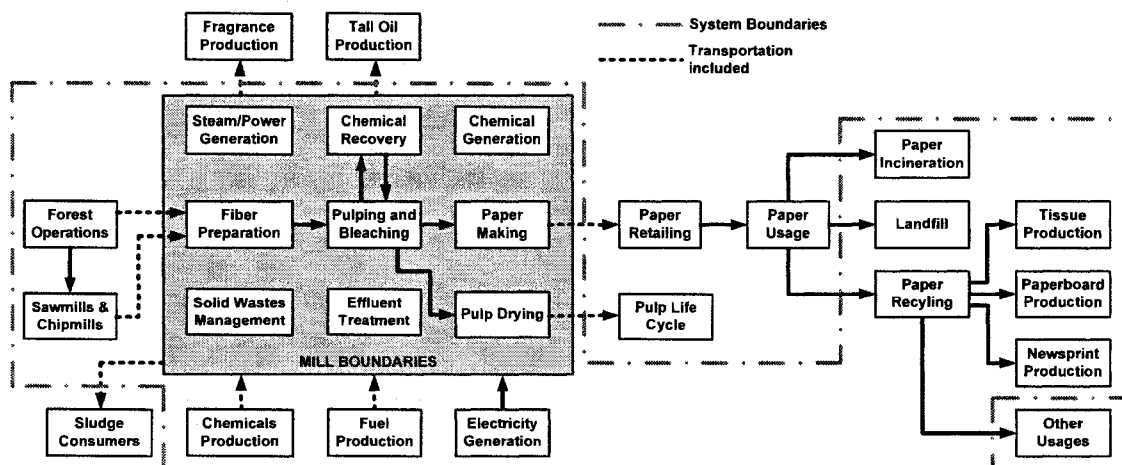 Fragrance
Production
Tall Oil
Production
System Boundaries
Transportation
included
Steam/Power
Generation
Chemical
Recovery
Chemical
Generation
Paper
Incineration
Forest
Operations
Fiber
Preparation
Pulping and
Bleaching
Paper
Making
Paper
Retailing
Paper
Usage
Landfill
Tissue
Production
Sawmills &
Chipmills
Solid Wastes
Management
Effluent
Treatment
Pulp Drying
Pulp Life
Cycle
Paper
Recyling
Paperboard
Production
MILL BOUNDARIES
Newsprint
Production
Sludge
Consumers
Chemicals
Production
Fuel
Production
Electricity
Generation
Other
Usages